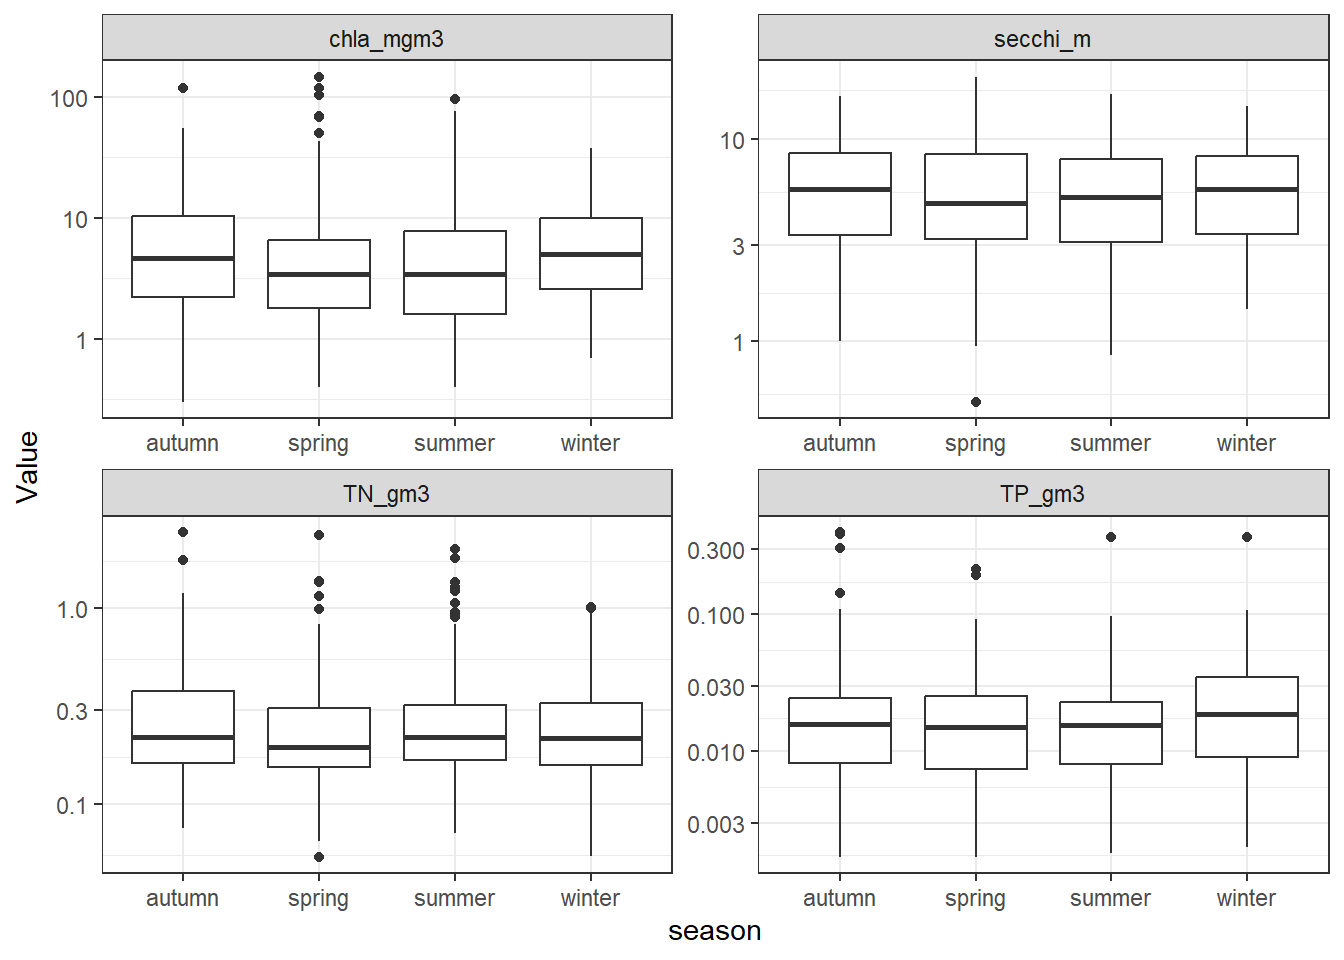 chla_mgm3
secchi_m
100
10
1
10
3
1
autumn spring summer winter
autumn spring summer winter
Value
TN_gm3
TP_gm3
1.0
0.3
0.1
0.300
0.100
0.030
0.010
0.003
autumn spring summer winter
autumn spring summer winter
season